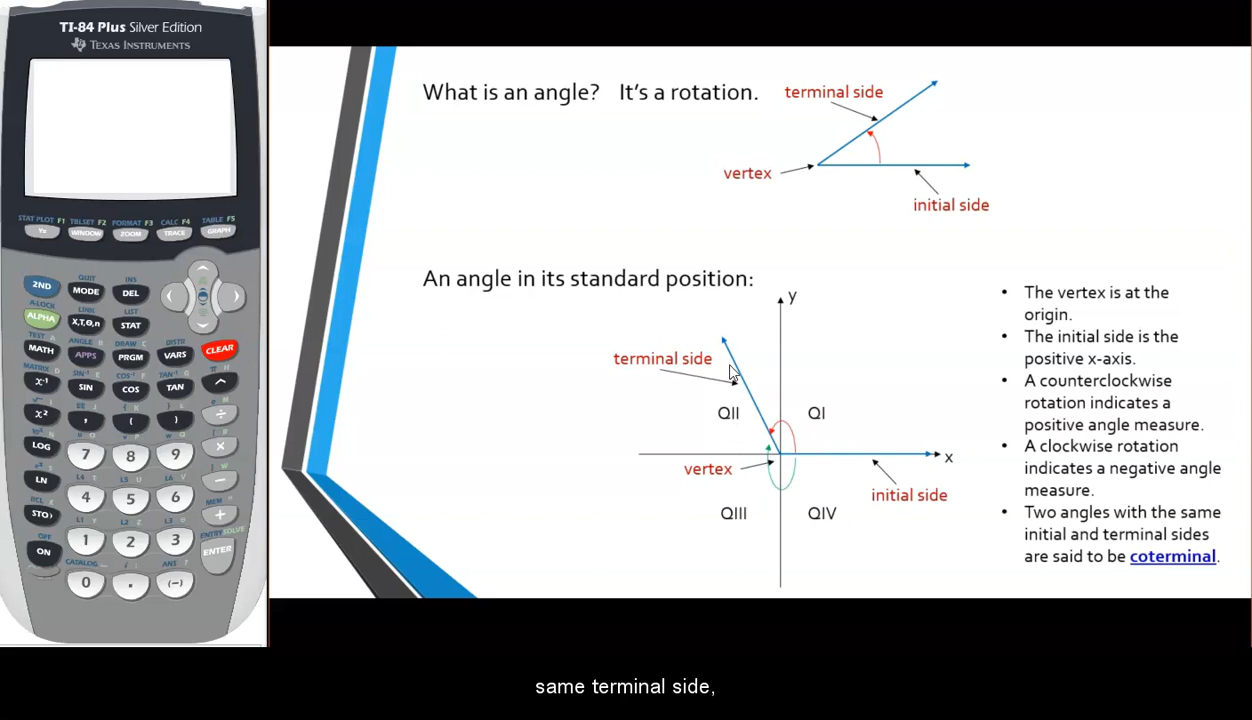 TI-84 Plus Silver Edition
TEXAS INSTRUMENTS
STAT PLOT F1 TBLSET F2 FORMAT F3 CALC F4 TABLE F5
Y= WINDOW ZOOM TRACE GRAPH
QUIT INS
2ND MODE DEL
A-LOCK LINK LIST
ALPHA X,T,Θ,n STAT
TEST A ANGLE B DRAW C DISTR
MATH APPS PRGM VARS CLEAR
MATRIX D SIN⁻¹ E COS⁻¹ F TAN⁻¹ G π H
X⁻¹ SIN COS TAN ^
X² , ( ) ÷
LOG 7 8 9 ×
LN 4 5 6 −
RCL L1 L2 L3 MEM
STO› 1 2 3 +
OFF CATALOG ANS ENTRY SOLVE
ON 0 . (−) ENTER
What is an angle? It's a rotation.
terminal side
vertex
initial side
An angle in its standard position:
y
terminal side
QII QI
x
vertex
initial side
QIII QIV
• The vertex is at the
origin.
• The initial side is the
positive x-axis.
• A counterclockwise
rotation indicates a
positive angle measure.
• A clockwise rotation
indicates a negative angle
measure.
• Two angles with the same
initial and terminal sides
are said to be coterminal.
same terminal side,